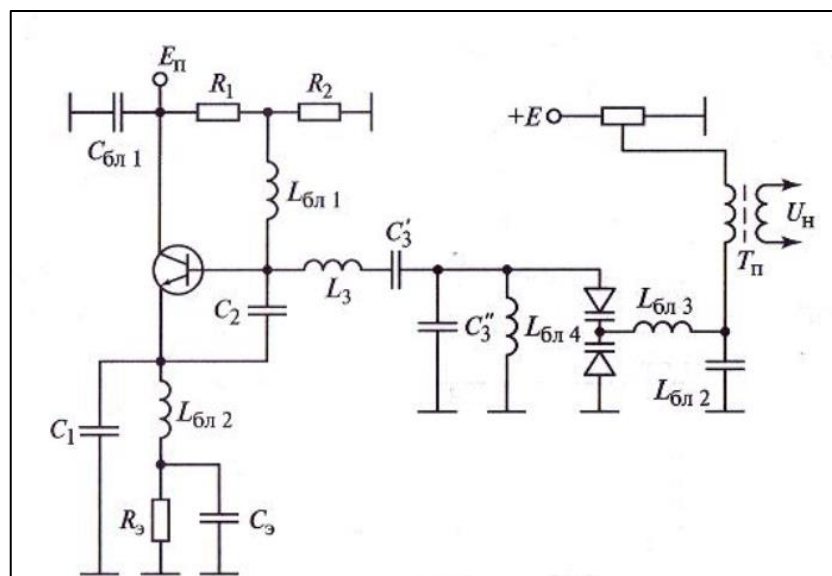 Eп
R1
R2
+E
Cбл 1
Lбл 1
Uн
Tп
C3′
L3
C2
C3″
Lбл 4
Lбл 3
Lбл 2
Lбл 2
C1
Rэ
Cэ